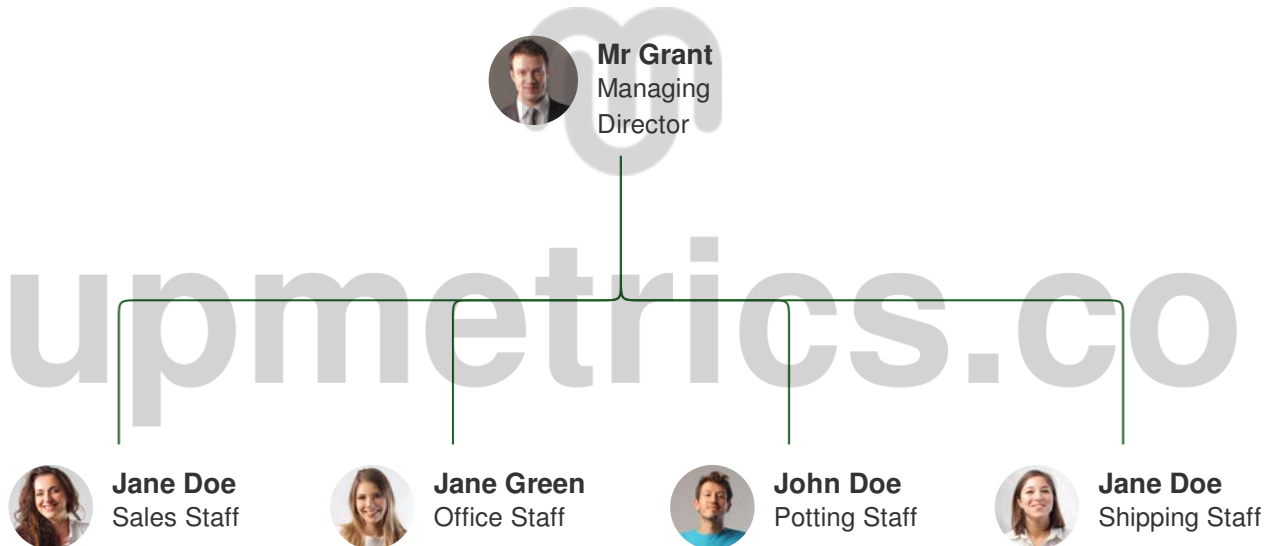 Mr Grant
Managing
Director
upmetrics.co
Jane Doe
Sales Staff
Jane Green
Office Staff
John Doe
Potting Staff
Jane Doe
Shipping Staff